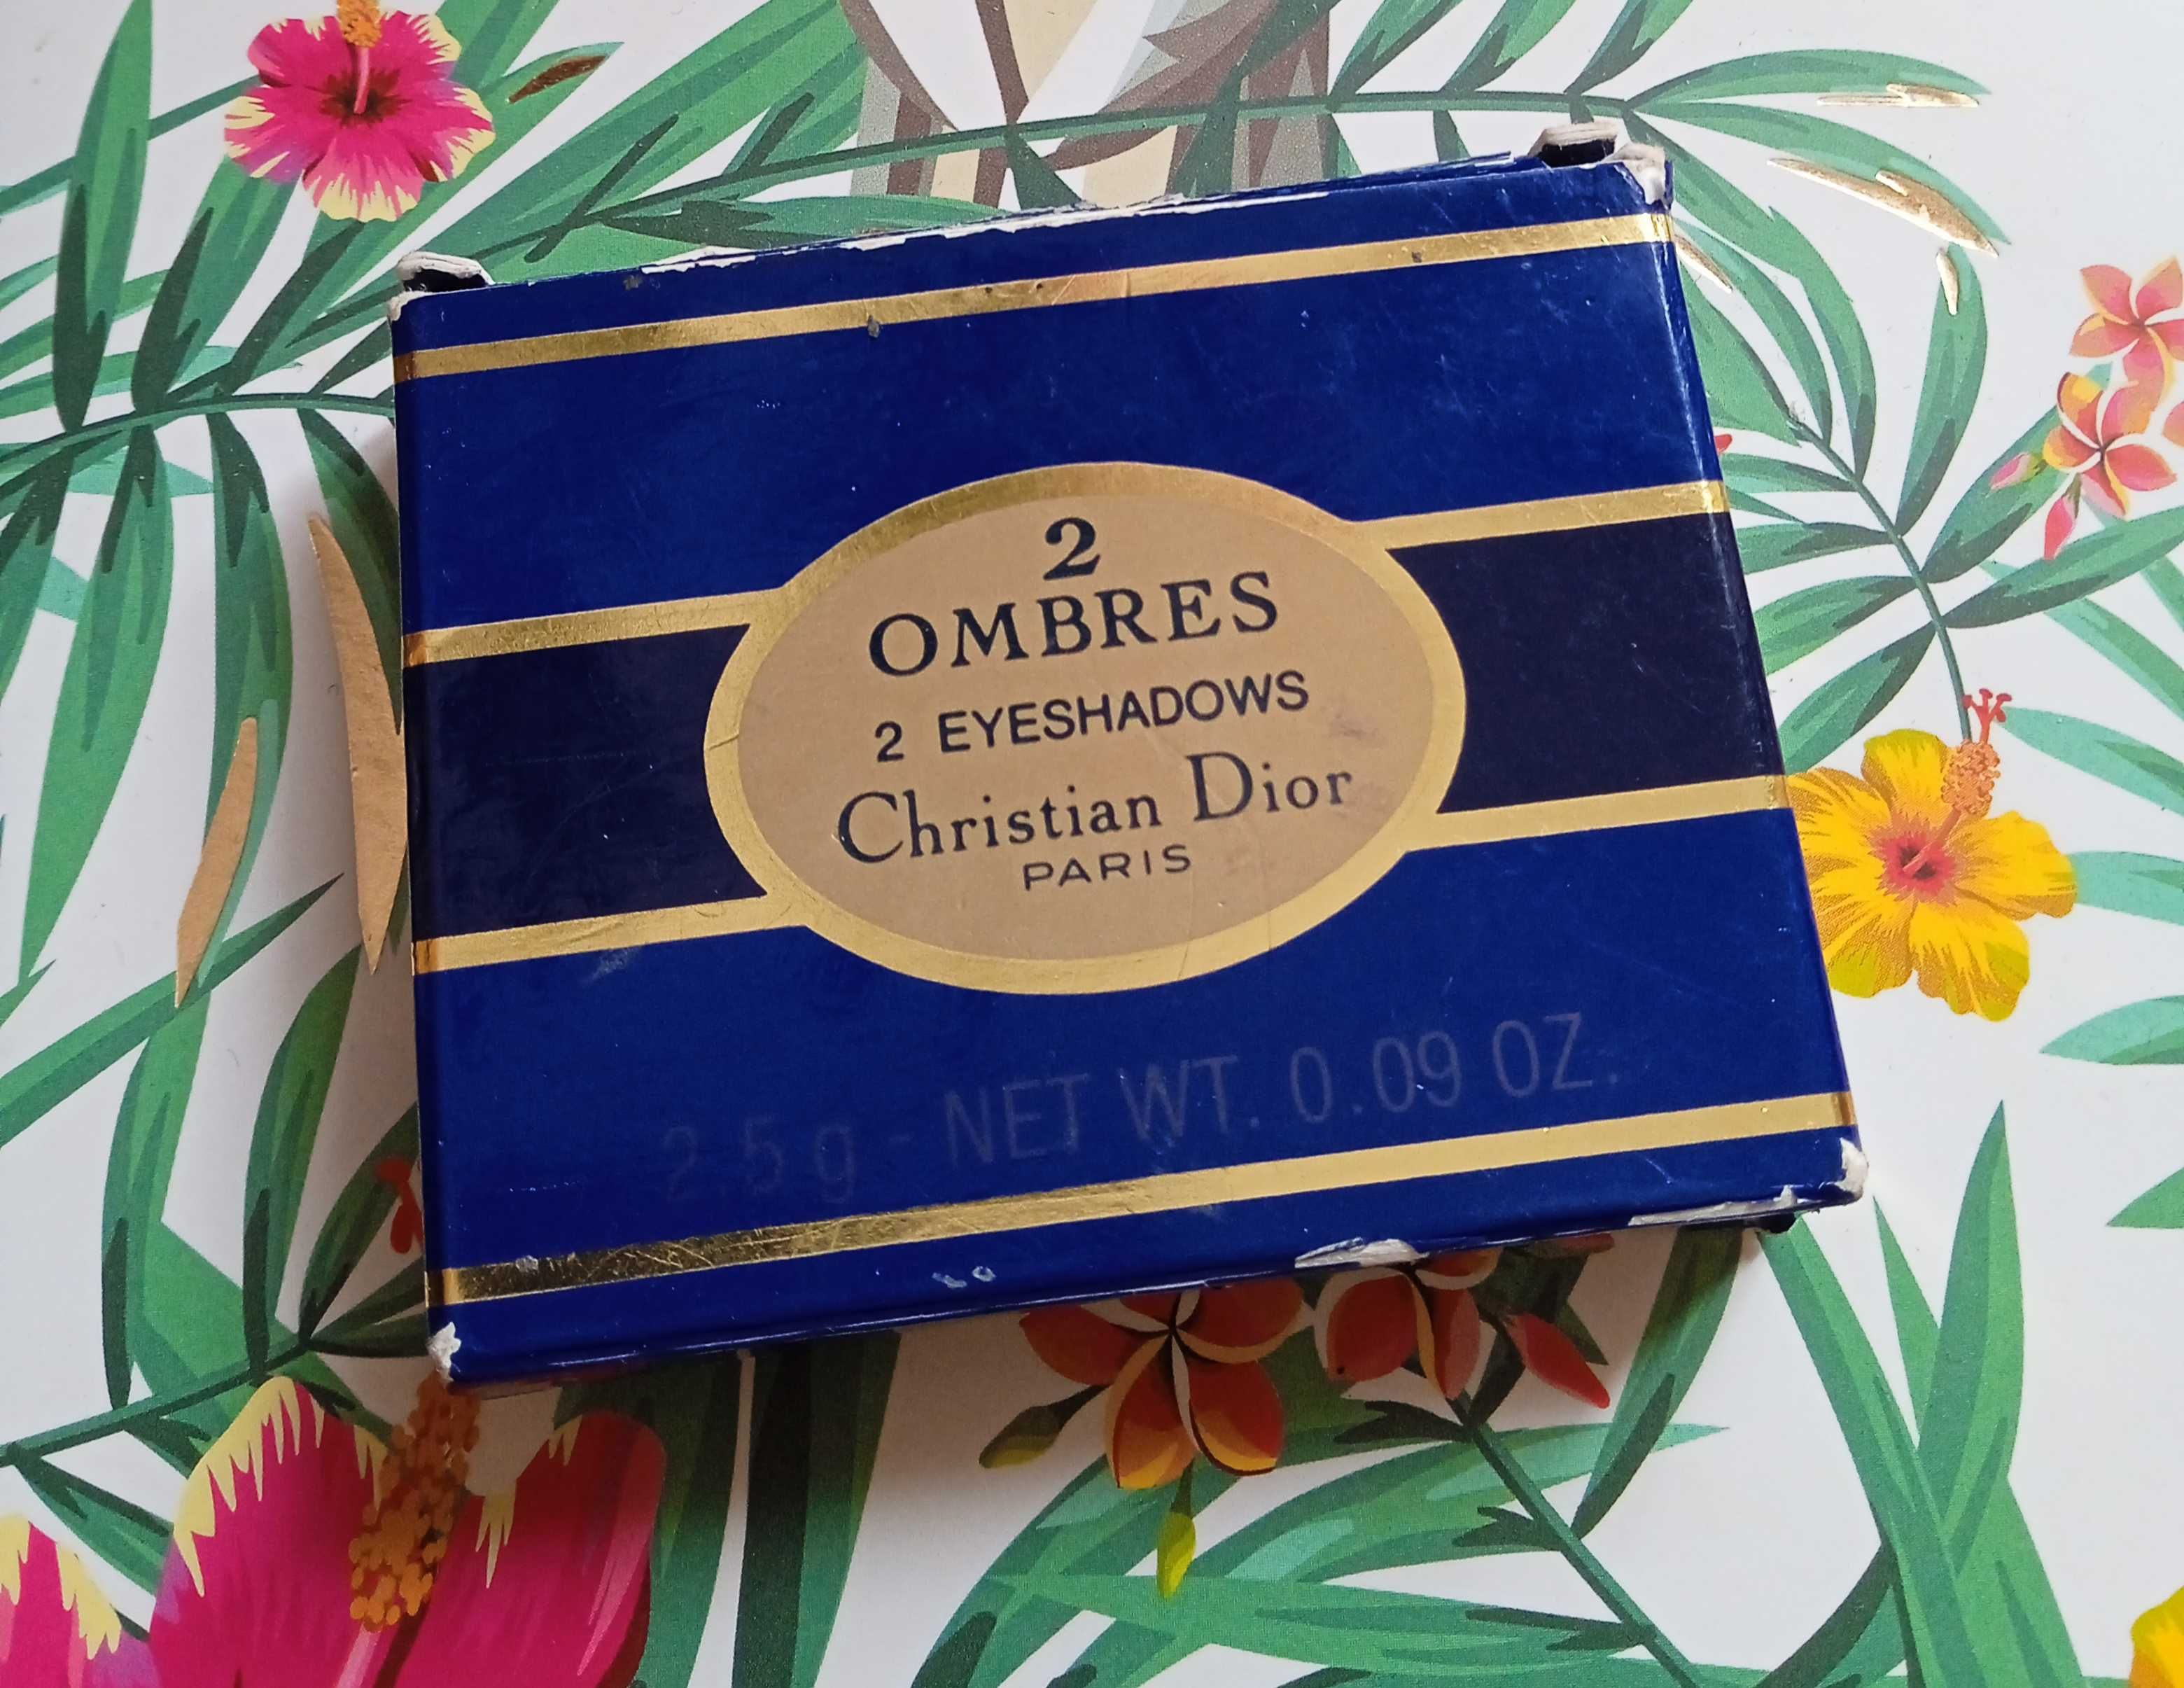 2
OMBRES
2 EYESHADOWS
Christian Dior
PARIS
2.5 g - NET WT. 0.09 OZ.